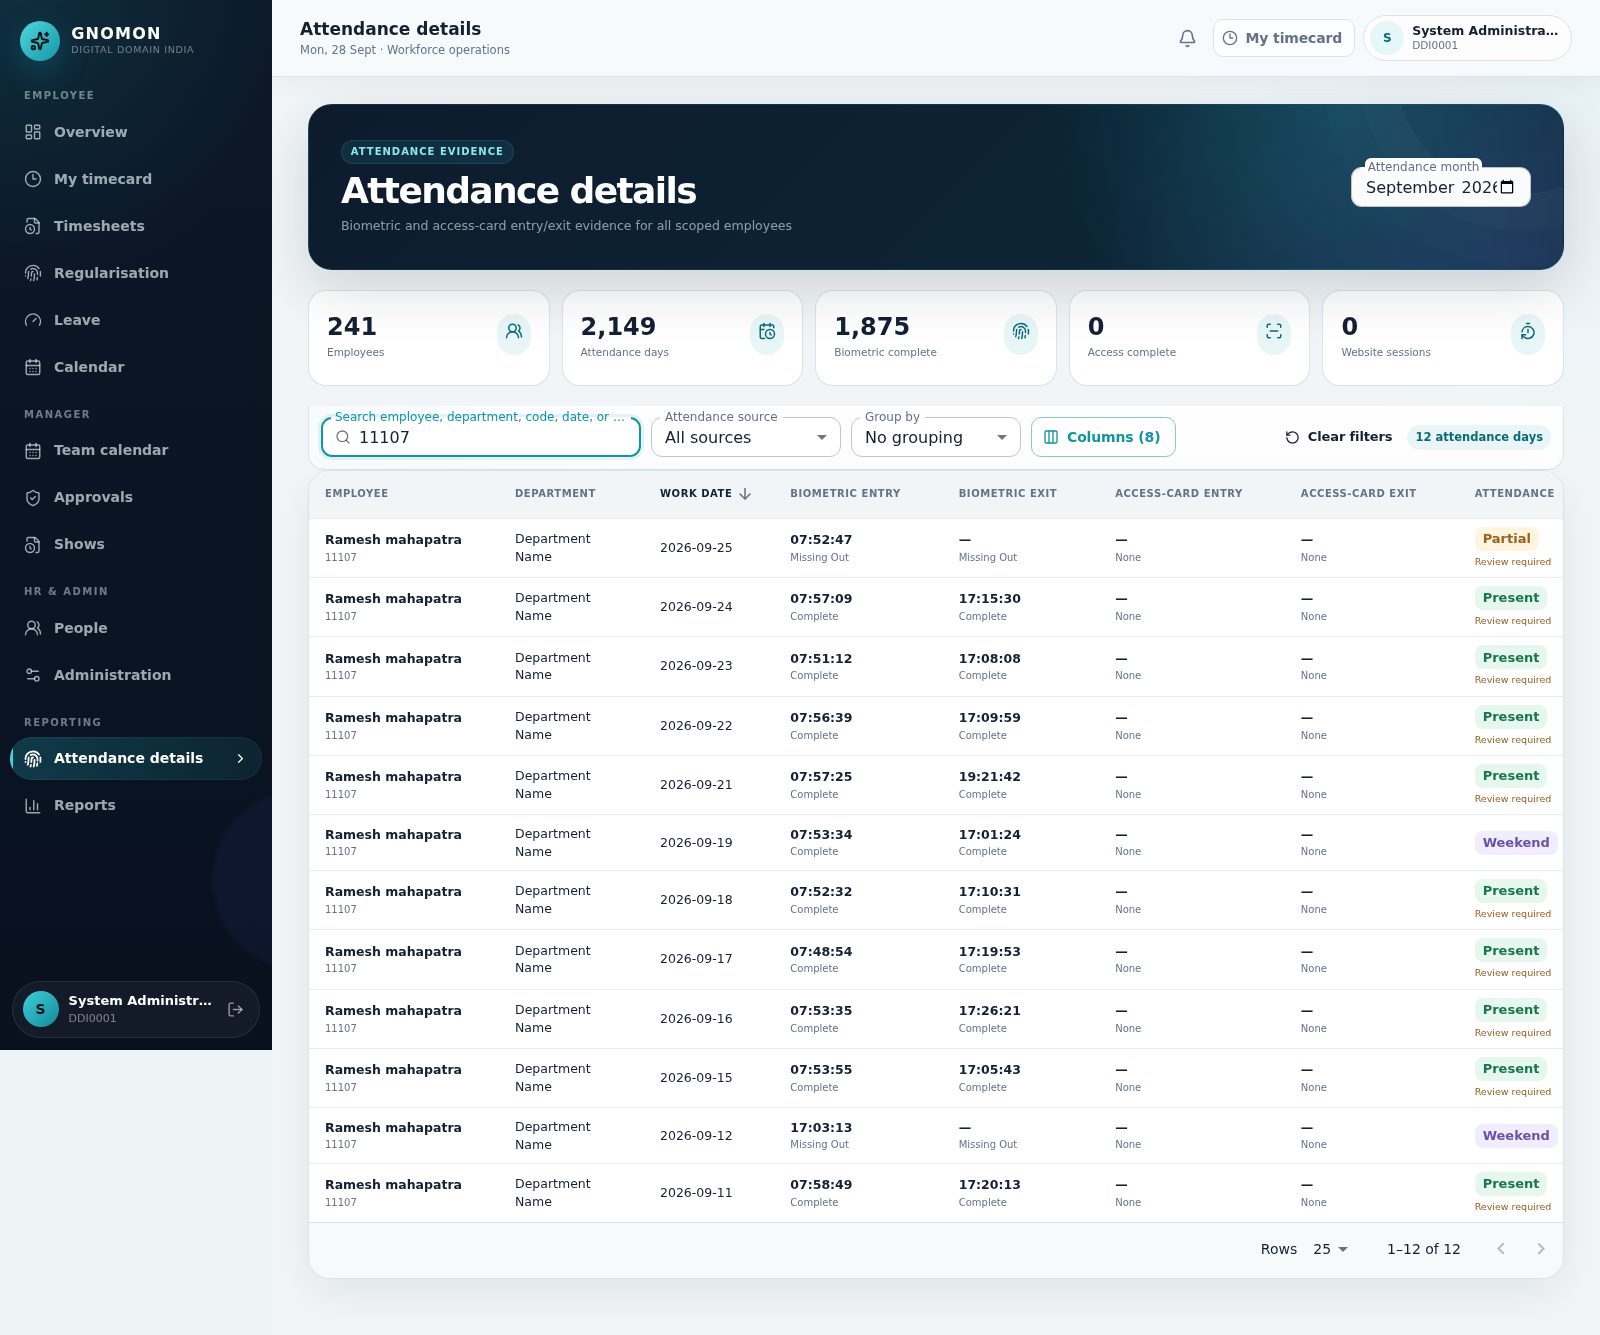 GNOMON
DIGITAL DOMAIN INDIA
EMPLOYEE
Overview
My timecard
Timesheets
Regularisation
Leave
Calendar
MANAGER
Team calendar
Approvals
Shows
HR & ADMIN
People
Administration
REPORTING
Attendance details
Reports
S
System Administr...
DDI0001
Attendance details
Mon, 28 Sept · Workforce operations
My timecard
S
System Administra...
DDI0001
ATTENDANCE EVIDENCE
Attendance details
Biometric and access-card entry/exit evidence for all scoped employees
Attendance month
September 2026
241
Employees
2,149
Attendance days
1,875
Biometric complete
0
Access complete
0
Website sessions
Search employee, department, code, date, or ...
11107
Attendance source
All sources
Group by
No grouping
Columns (8)
Clear filters
12 attendance days
EMPLOYEE DEPARTMENT WORK DATE BIOMETRIC ENTRY BIOMETRIC EXIT ACCESS-CARD ENTRY ACCESS-CARD EXIT ATTENDANCE
Ramesh mahapatra Department Name 2026-09-25 07:52:47 — — — Partial
11107 Missing Out Missing Out None None Review required
Ramesh mahapatra Department Name 2026-09-24 07:57:09 17:15:30 — — Present
11107 Complete Complete None None Review required
Ramesh mahapatra Department Name 2026-09-23 07:51:12 17:08:08 — — Present
11107 Complete Complete None None Review required
Ramesh mahapatra Department Name 2026-09-22 07:56:39 17:09:59 — — Present
11107 Complete Complete None None Review required
Ramesh mahapatra Department Name 2026-09-21 07:57:25 19:21:42 — — Present
11107 Complete Complete None None Review required
Ramesh mahapatra Department Name 2026-09-19 07:53:34 17:01:24 — — Weekend
11107 Complete Complete None None
Ramesh mahapatra Department Name 2026-09-18 07:52:32 17:10:31 — — Present
11107 Complete Complete None None Review required
Ramesh mahapatra Department Name 2026-09-17 07:48:54 17:19:53 — — Present
11107 Complete Complete None None Review required
Ramesh mahapatra Department Name 2026-09-16 07:53:35 17:26:21 — — Present
11107 Complete Complete None None Review required
Ramesh mahapatra Department Name 2026-09-15 07:53:55 17:05:43 — — Present
11107 Complete Complete None None Review required
Ramesh mahapatra Department Name 2026-09-12 17:03:13 — — — Weekend
11107 Missing Out Missing Out None None
Ramesh mahapatra Department Name 2026-09-11 07:58:49 17:20:13 — — Present
11107 Complete Complete None None Review required
Rows 25 1–12 of 12